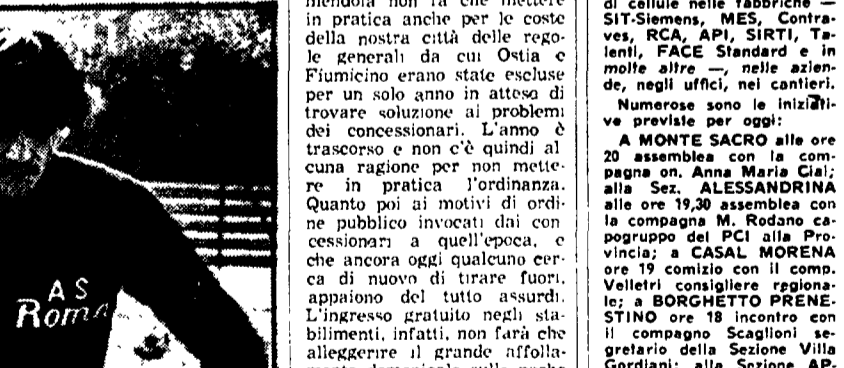 A S
Roma
in pratica anche per le coste
della nostra città delle rego-
le generali da cui Ostia e
Fiumicino erano state escluse
per un solo anno in attesa di
trovare soluzione ai problemi
dei concessionari. L'anno è
trascorso e non c'è quindi al
cuna ragione per non mette-
re in pratica l'ordinanza.
Quanto poi ai motivi di ordi-
ne pubblico invocati dai con
cessionari a quell'epoca, e
che ancora oggi qualcuno cer-
ca di nuovo di tirare fuori,
appaiono del tutto assurdi.
L'ingresso gratuito negli sta-
bilimenti, infatti, non farà che
alleggerire il grande affolla-
di cellule nelle fabbriche —
SIT-Siemens, MES, Contra-
ves, RCA, API, SIRTI, Ta-
lenti, FACE Standard e in
molte altre —, nelle azien-
de, negli uffici, nei cantieri.
Numerose sono le iniziati-
ve previste per oggi:
A MONTE SACRO alle ore
20 assemblea con la com-
pagna on. Anna Maria Ciai;
alla Sez. ALESSANDRINA
alle ore 19,30 assemblea con
la compagna M. Rodano ca-
pogruppo del PCI alla Pro-
vincia; a CASAL MORENA
ore 19 comizio con il comp.
Velletri consigliere regiona-
le; a BORGHETTO PRENE-
STINO ore 18 incontro con
il compagno Scaglioni se-
gretario della Sezione Villa
Gordiani; alla Sezione AP-